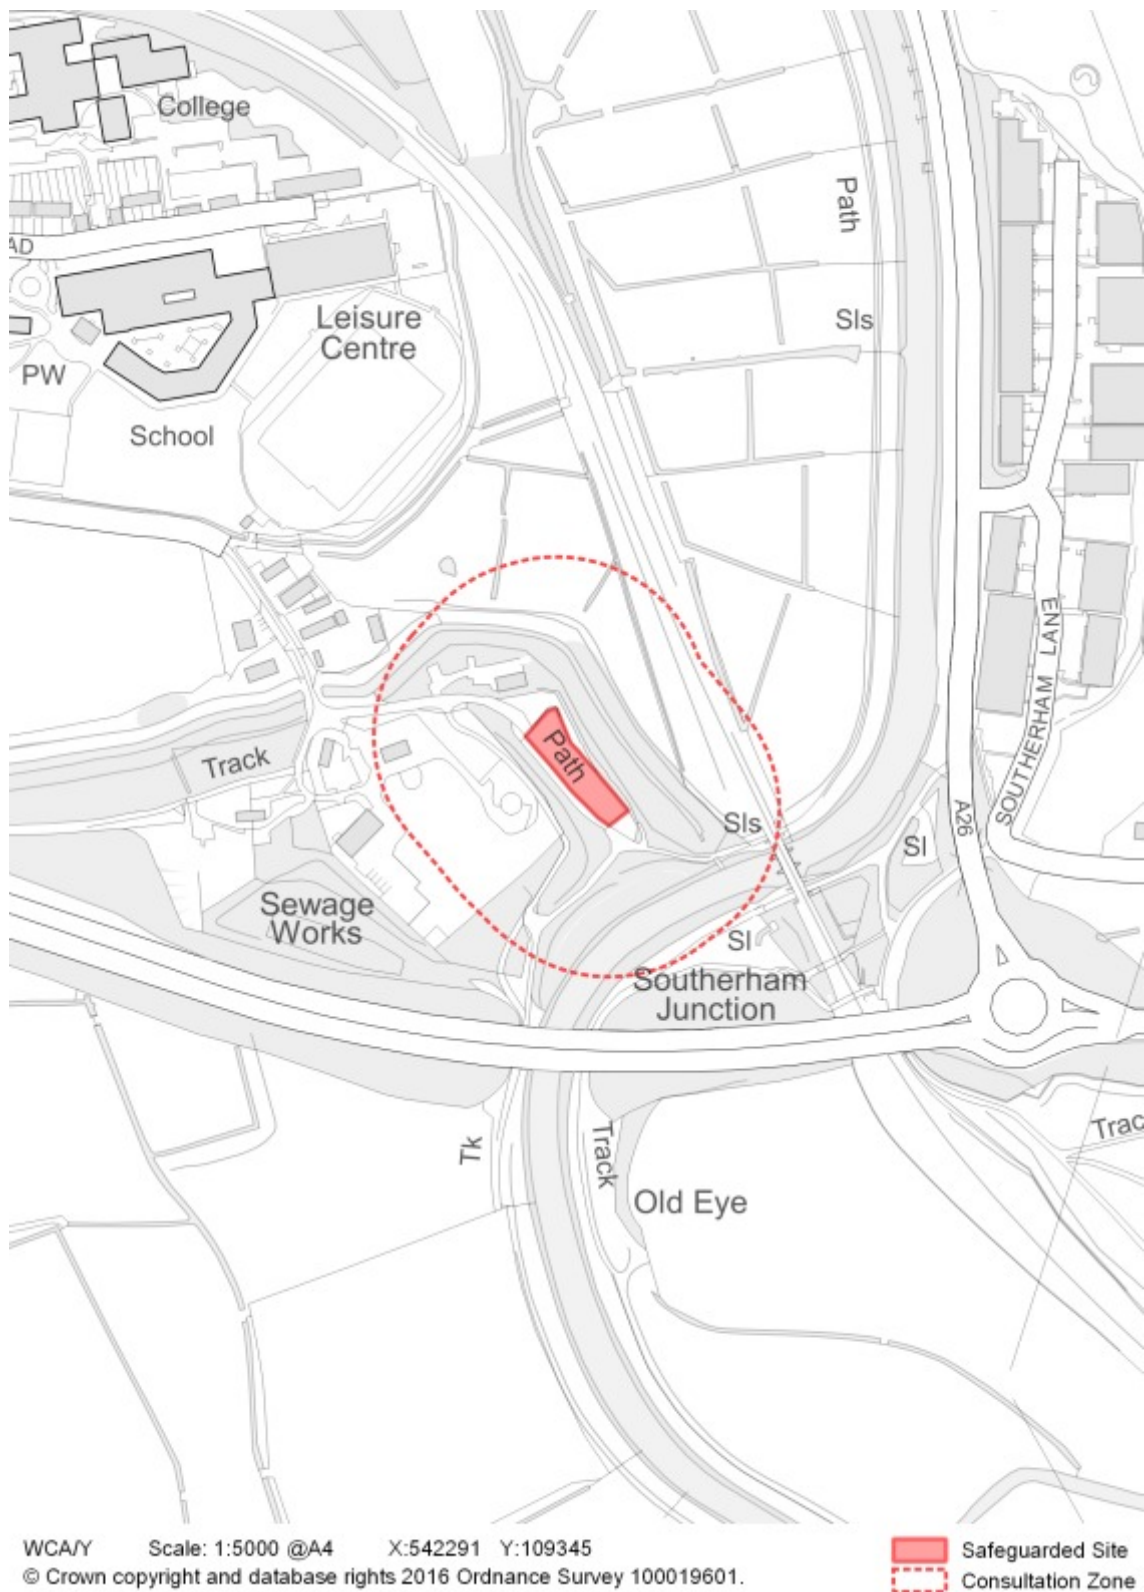 College
Path
AD
Leisure
Centre
Sls
PW
School
SOUTHERHAM LANE
Path
Track
Sls
A26
Sl
Sewage
Works
Sl
Southerham
Junction
Tk
Track
Trac
Old Eye
WCA/Y Scale: 1:5000 @A4 X:542291 Y:109345
© Crown copyright and database rights 2016 Ordnance Survey 100019601.
Safeguarded Site
Consultation Zone